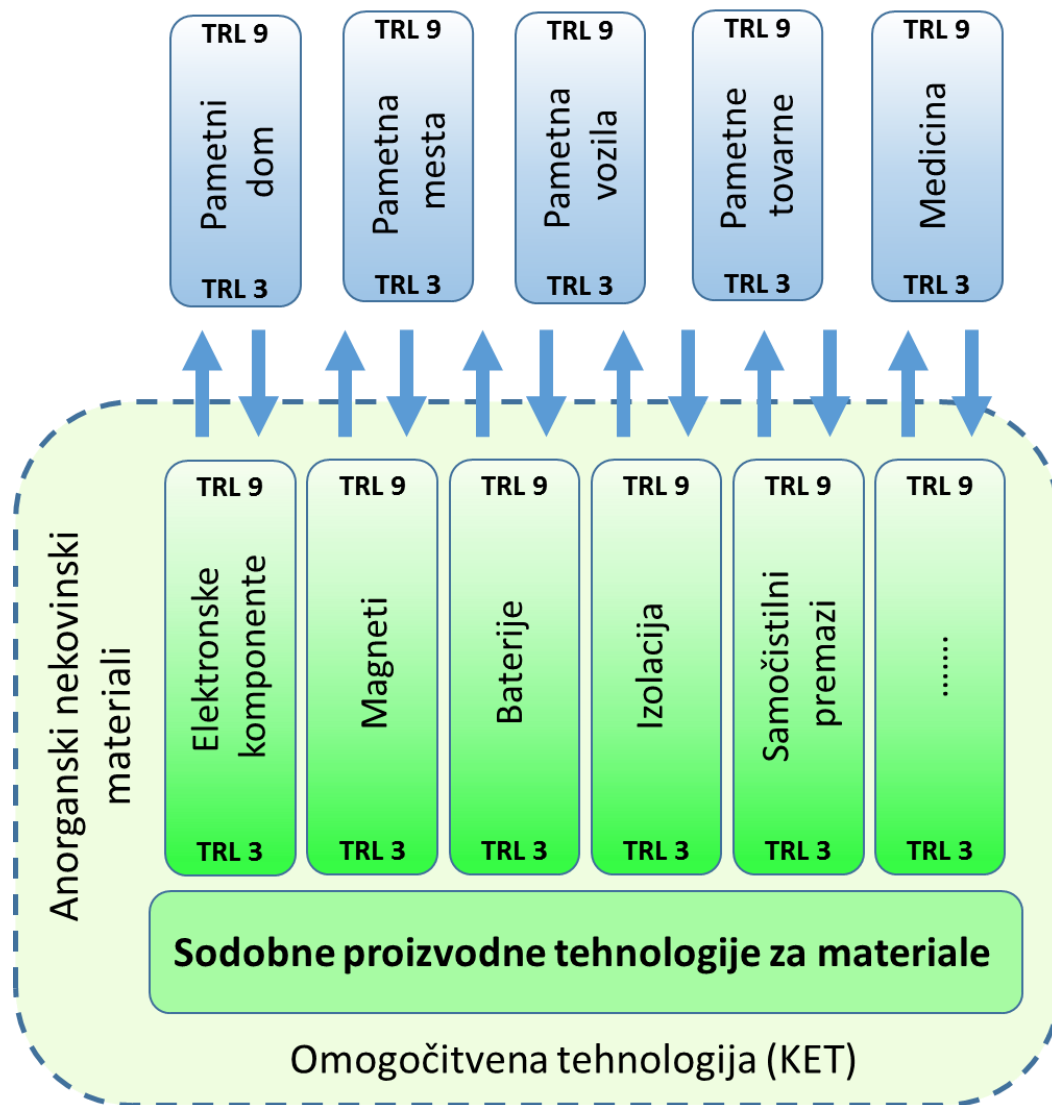 TRL 9
Pametni
dom
TRL 3
TRL 9
Pametna
mesta
TRL 3
TRL 9
Pametna
vozila
TRL 3
TRL 9
Pametne
tovarne
TRL 3
TRL 9
Medicina
TRL 3
Anorganski nekovinski
materiali
TRL 9
Elektronske
komponente
TRL 3
TRL 9
Magneti
TRL 3
TRL 9
Baterije
TRL 3
TRL 9
Izolacija
TRL 3
TRL 9
Samočistilni
premazi
TRL 3
TRL 9
.......
TRL 3
Sodobne proizvodne tehnologije za materiale
Omogočitvena tehnologija (KET)